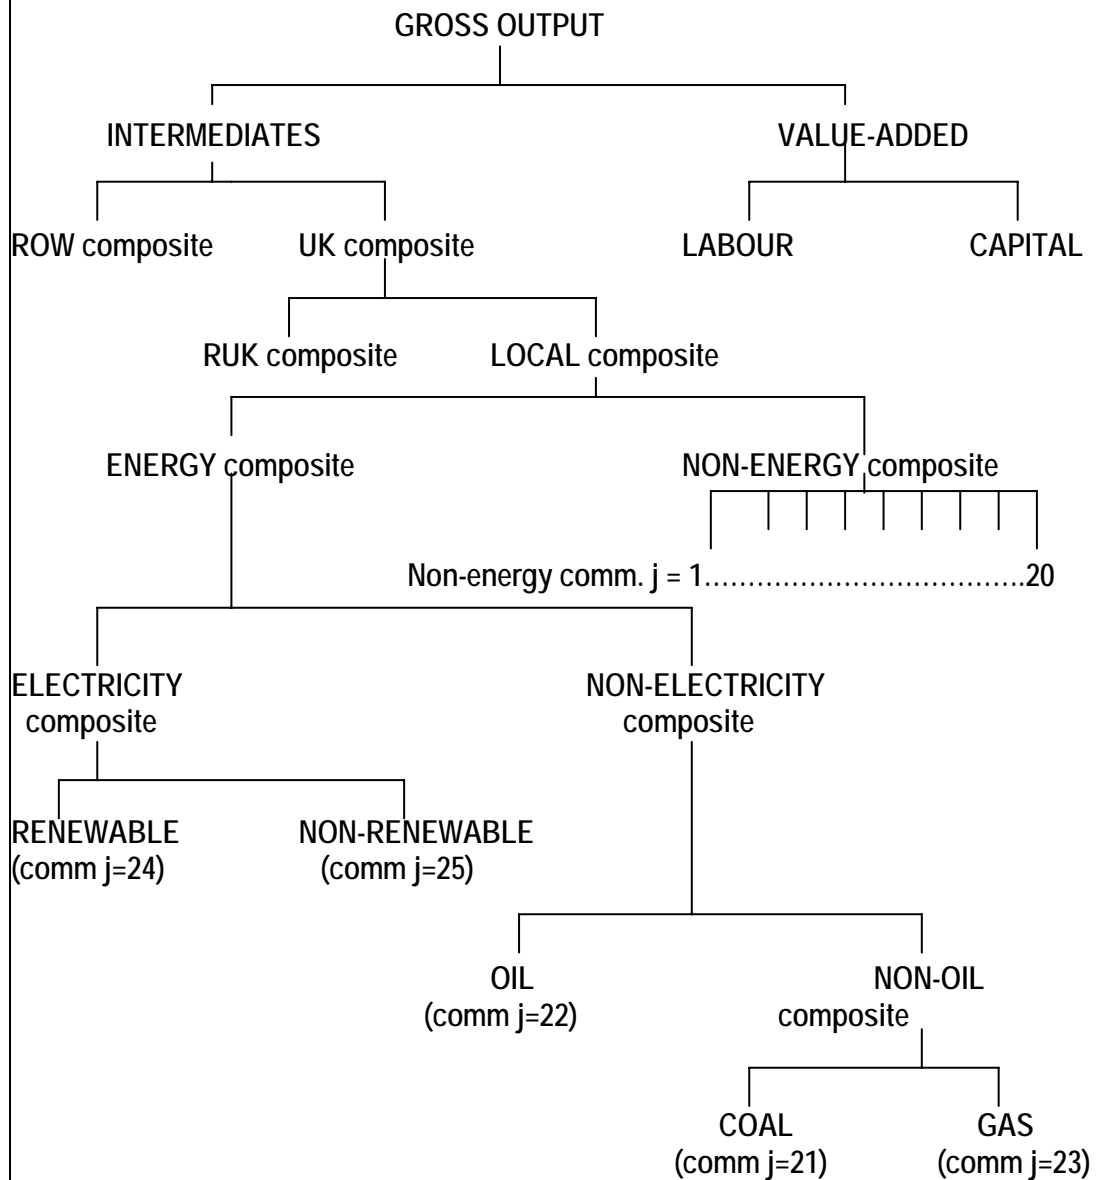 GROSS OUTPUT
INTERMEDIATES
VALUE-ADDED
ROW composite
UK composite
LABOUR
CAPITAL
RUK composite
LOCAL composite
ENERGY composite
NON-ENERGY composite
Non-energy comm. j = 1.....................................20
ELECTRICITY
composite
NON-ELECTRICITY
composite
RENEWABLE
(comm j=24)
NON-RENEWABLE
(comm j=25)
OIL
(comm j=22)
NON-OIL
composite
COAL
(comm j=21)
GAS
(comm j=23)